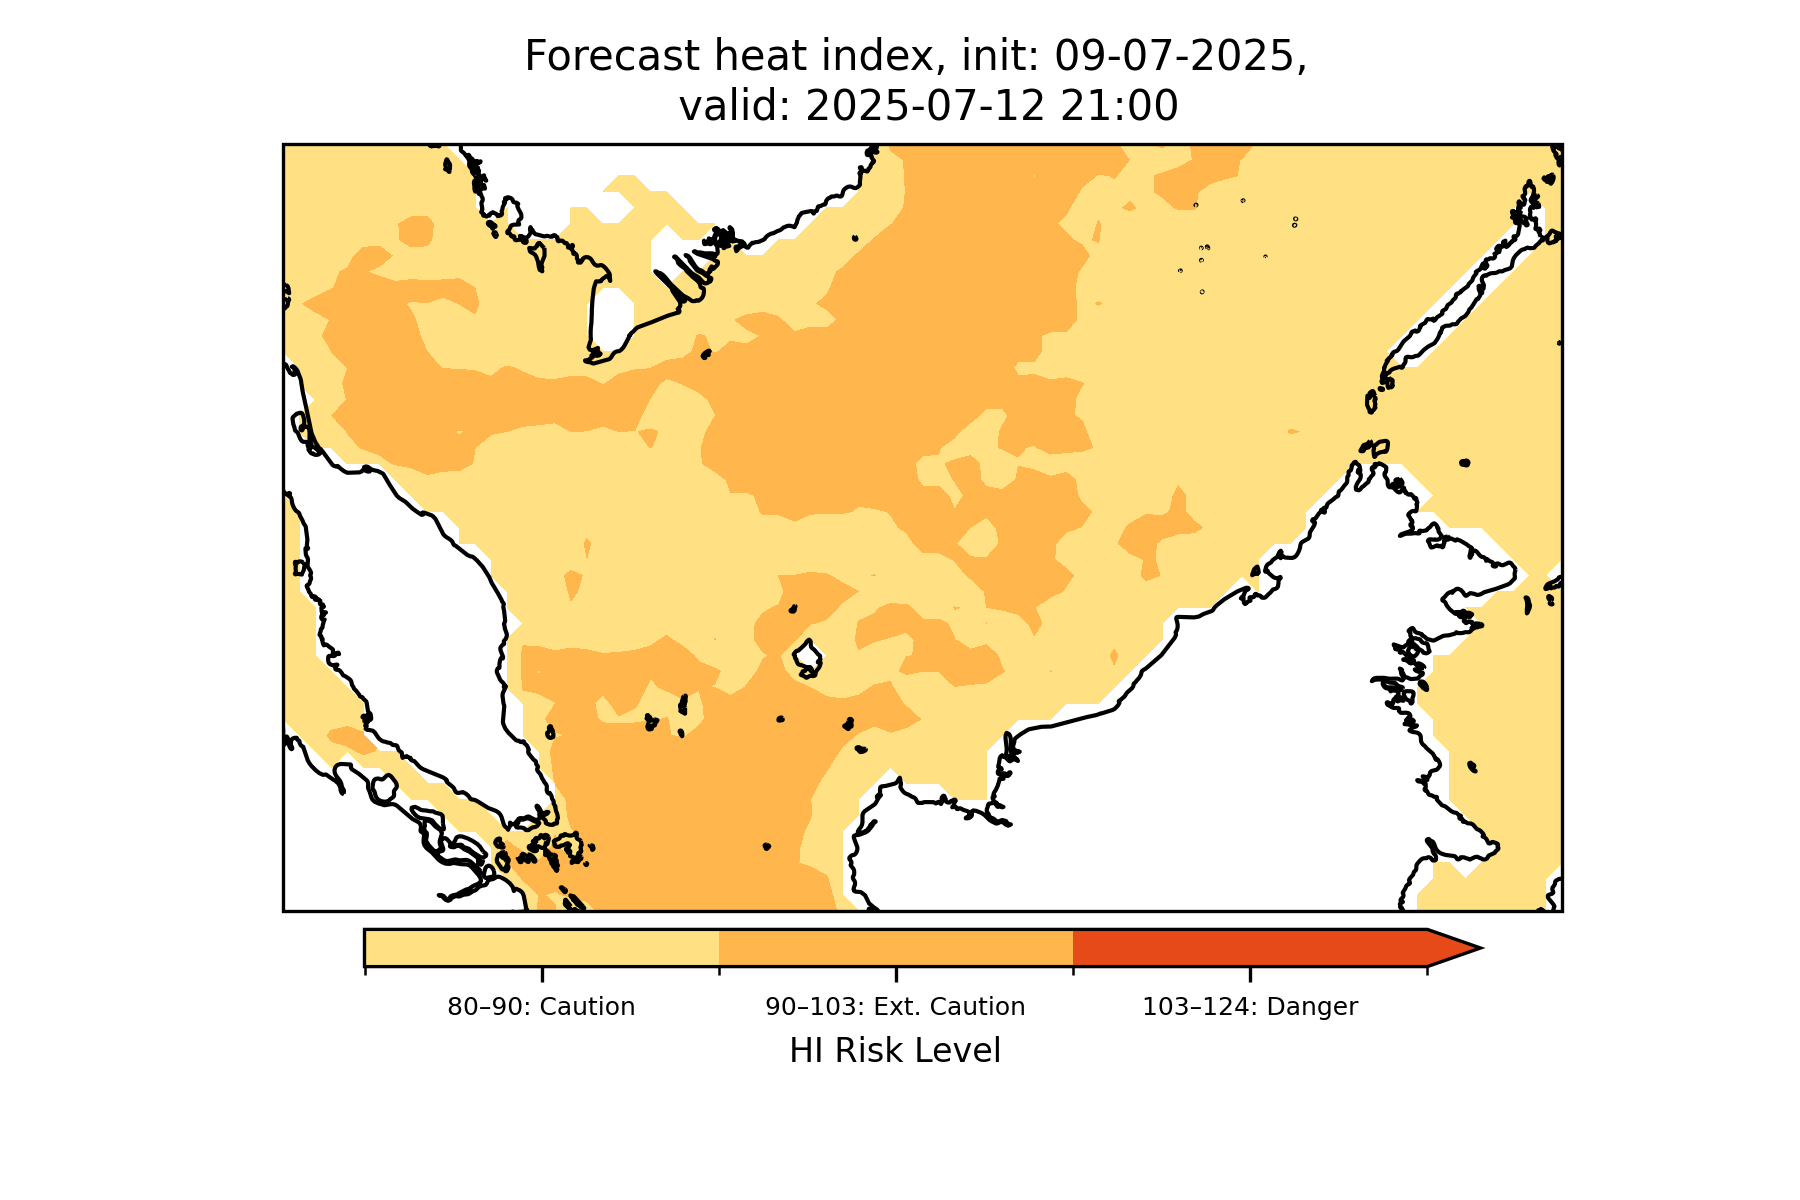 Forecast heat index, init: 09-07-2025,
valid: 2025-07-12 21:00
80–90: Caution
90–103: Ext. Caution
103–124: Danger
HI Risk Level